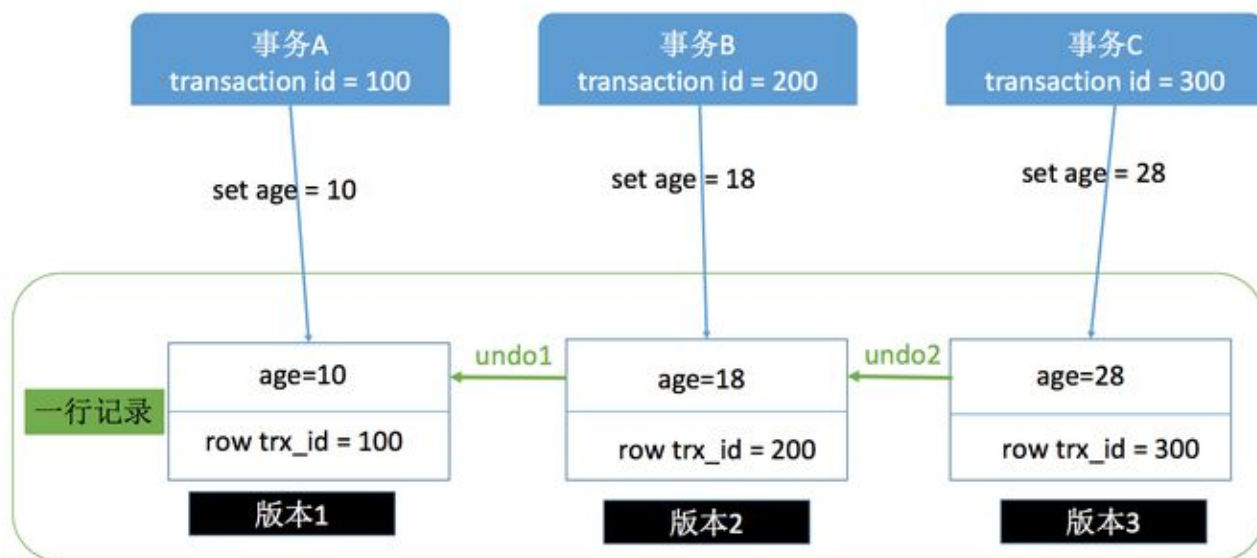 事务A
transaction id = 100
事务B
transaction id = 200
事务C
transaction id = 300
set age = 10
set age = 18
set age = 28
undo1
undo2
age=10
age=18
age=28
一行记录
row trx_id = 100
row trx_id = 200
row trx_id = 300
版本1
版本2
版本3